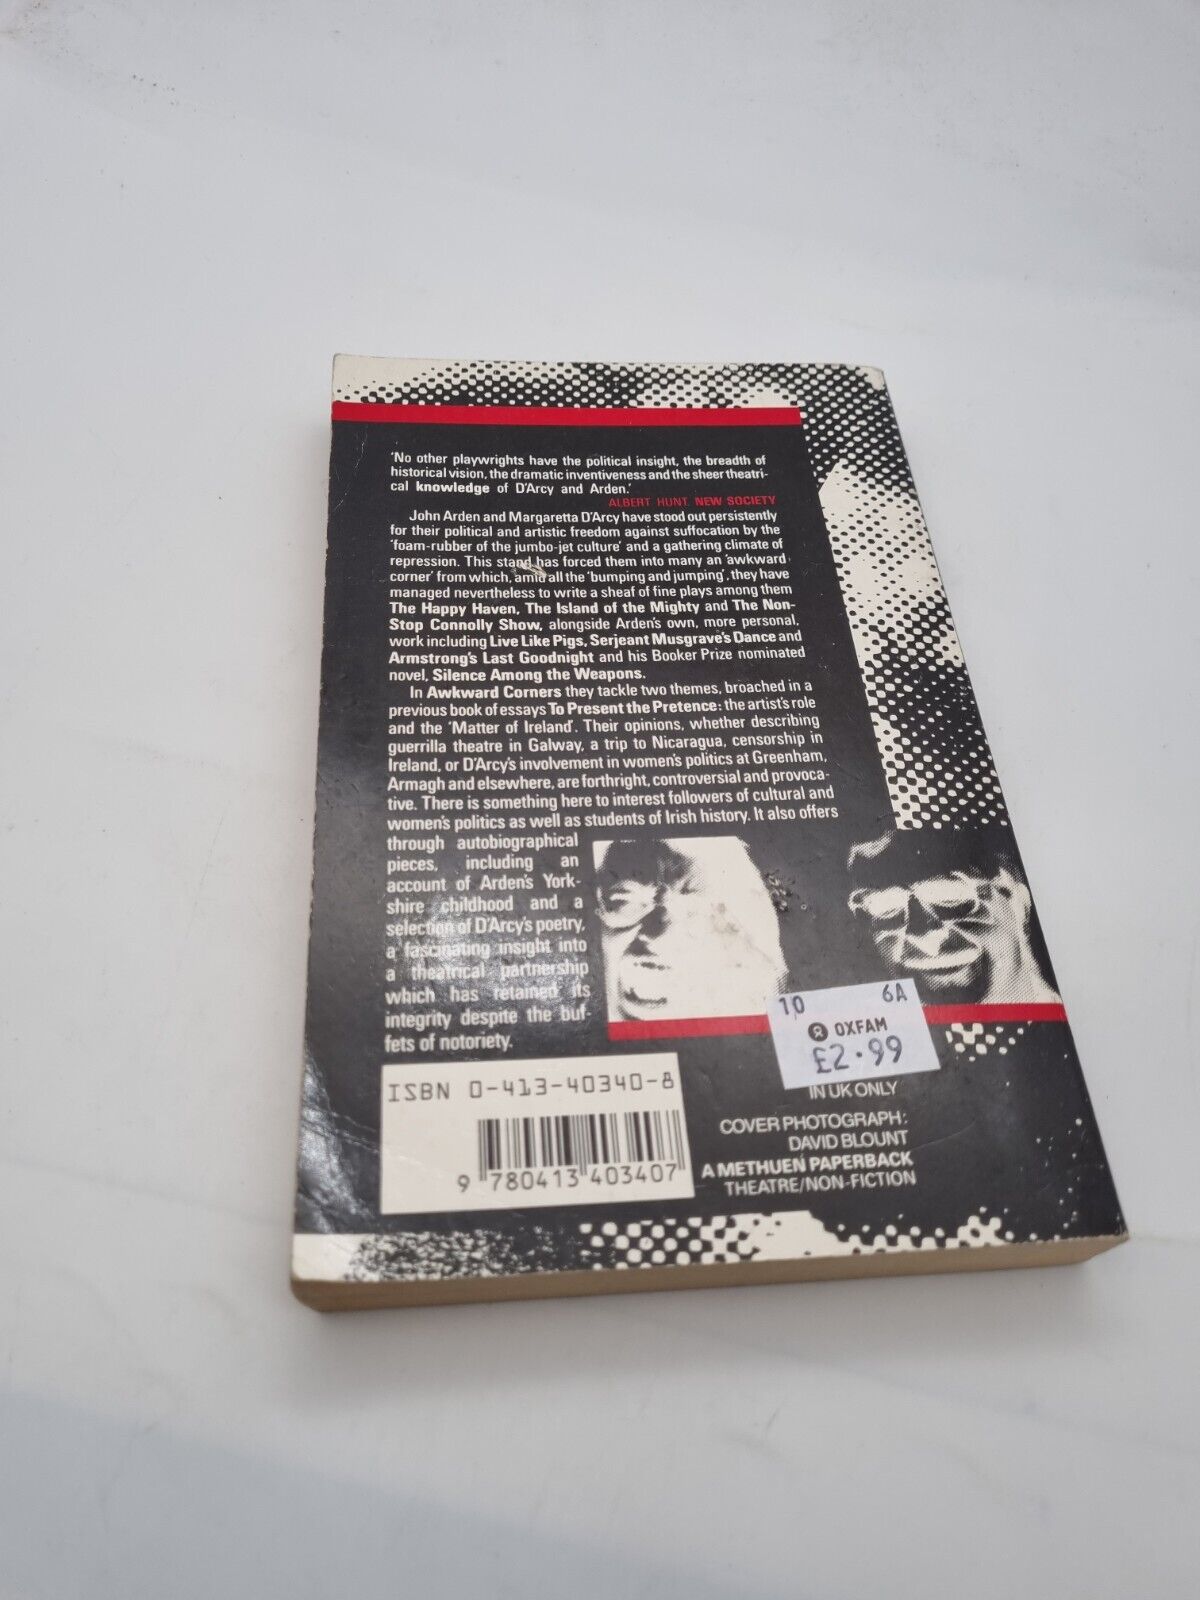 'No other playwrights have the political insight, the breadth of
historical vision, the dramatic inventiveness and the sheer theatri-
cal knowledge of D'Arcy and Arden.'
ALBERT HUNT, NEW SOCIETY
John Arden and Margaretta D'Arcy have stood out persistently
for their political and artistic freedom against suffocation by the
'foam-rubber of the jumbo-jet culture' and a gathering climate of
repression. This stand has forced them into many an 'awkward
corner' from which, amid all the 'bumping and jumping', they have
managed nevertheless to write a sheaf of fine plays among them
The Happy Haven, The Island of the Mighty and The Non-
Stop Connolly Show, alongside Arden's own, more personal,
work including Live Like Pigs, Serjeant Musgrave's Dance and
Armstrong's Last Goodnight and his Booker Prize nominated
novel, Silence Among the Weapons.
In Awkward Corners they tackle two themes, broached in a
previous book of essays To Present the Pretence: the artist's role
and the 'Matter of Ireland'. Their opinions, whether describing
guerrilla theatre in Galway, a trip to Nicaragua, censorship in
Ireland, or D'Arcy's involvement in women's politics at Greenham,
Armagh and elsewhere, are forthright, controversial and provoca-
tive. There is something here to interest followers of cultural and
women's politics as well as students of Irish history. It also offers
through autobiographical
pieces, including an
account of Arden's York-
shire childhood and a
selection of D'Arcy's poetry,
a fascinating insight into
a theatrical partnership
which has retained its
integrity despite the buf-
fets of notoriety.
10 6A
OXFAM
£2.99
IN UK ONLY
ISBN 0-413-40340-8
9 780413 403407
COVER PHOTOGRAPH:
DAVID BLOUNT
A METHUEN PAPERBACK
THEATRE/NON-FICTION